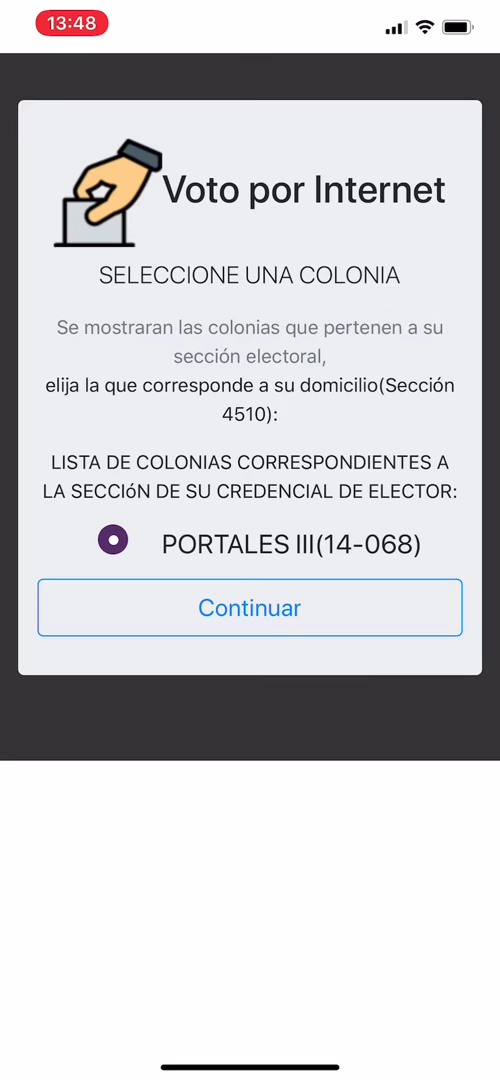 13:48
Voto por Internet
SELECCIONE UNA COLONIA
Se mostraran las colonias que pertenen a su
sección electoral,
elija la que corresponde a su domicilio(Sección
4510):
LISTA DE COLONIAS CORRESPONDIENTES A
LA SECCIóN DE SU CREDENCIAL DE ELECTOR:
PORTALES III(14-068)
Continuar